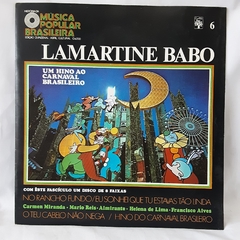 MÚSICA
POPULAR
BRASILEIRA
6
LAMARTINE BABO
UM HINO AO
CARNAVAL
BRASILEIRO
COM ÊSTE FASCÍCULO UM DISCO DE 8 FAIXAS
NO RANCHO FUNDO/EU SONHEI QUE TU ESTAVAS TÃO LINDA
Carmen Miranda - Mario Reis - Almirante - Helena de Lima - Francisco Alves
O TEU CABELO NÃO NEGA / HINO DO CARNAVAL BRASILEIRO